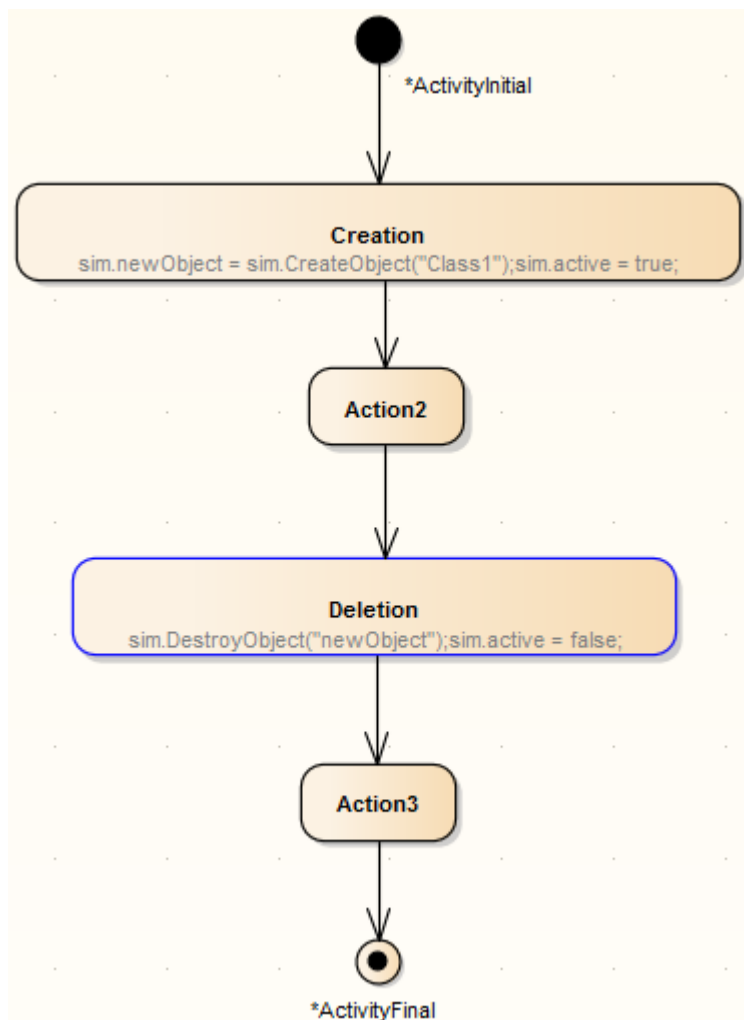 *ActivityInitial
Creation
sim.newObject = sim.CreateObject("Class1");sim.active = true;
Action2
Deletion
sim.DestroyObject("newObject");sim.active = false;
Action3
*ActivityFinal